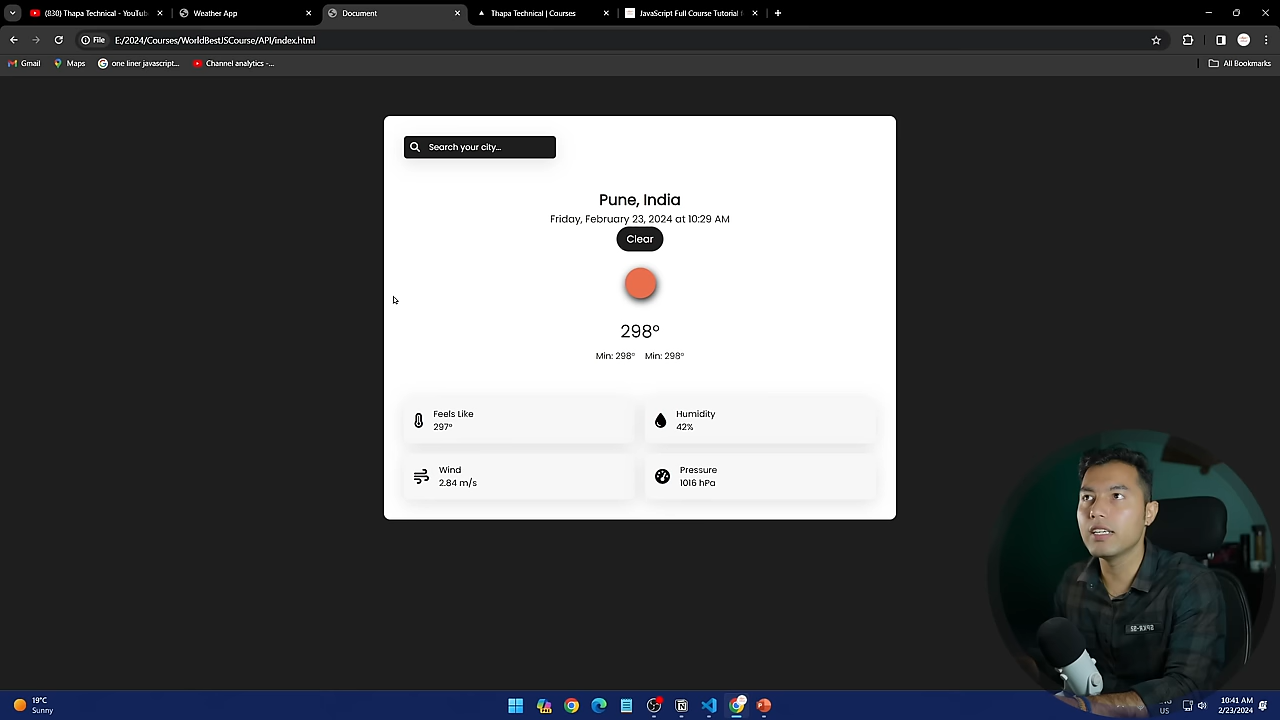 (830) Thapa Technical - YouTub
Weather App
Document
Thapa Technical | Courses
JavaScript Full Course Tutorial
File
E:/2024/Courses/WorldBestJSCourse/API/index.html
Gmail
Maps
one liner javascript...
Channel analytics -...
All Bookmarks
Search your city...
Pune, India
Friday, February 23, 2024 at 10:29 AM
Clear
298°
Min: 298° Min: 298°
Feels Like
297°
Humidity
42%
Wind
2.84 m/s
Pressure
1016 hPa
19°C
Sunny
US
10:41 AM
2/23/2024